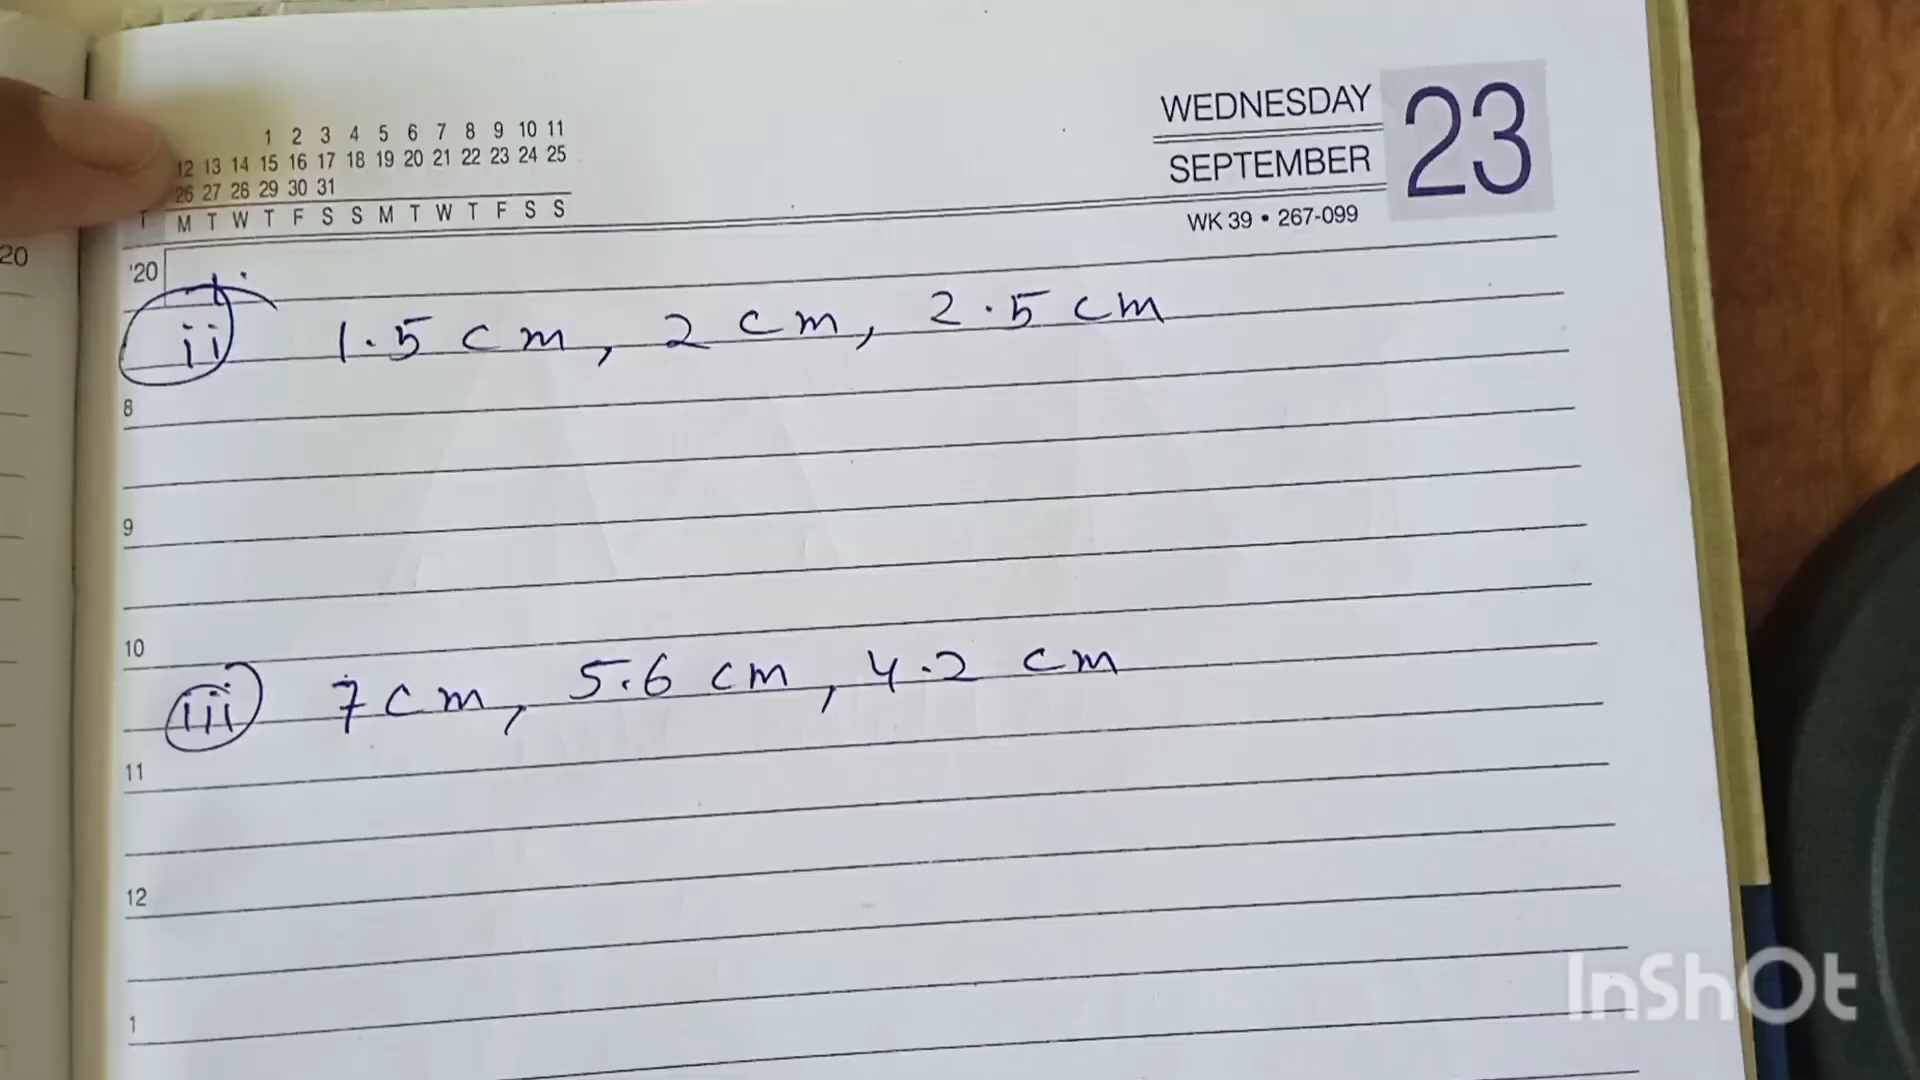 WEDNESDAY 23
SEPTEMBER
WK 39 • 267-099
1 2 3 4 5 6 7 8 9 10 11
12 13 14 15 16 17 18 19 20 21 22 23 24 25
26 27 28 29 30 31
T M T W T F S S M T W T F S S
20
'20
ii 1.5 cm, 2 cm, 2.5 cm
8
9
10
iii 7 cm, 5.6 cm, 4.2 cm
11
12
1
InShOt